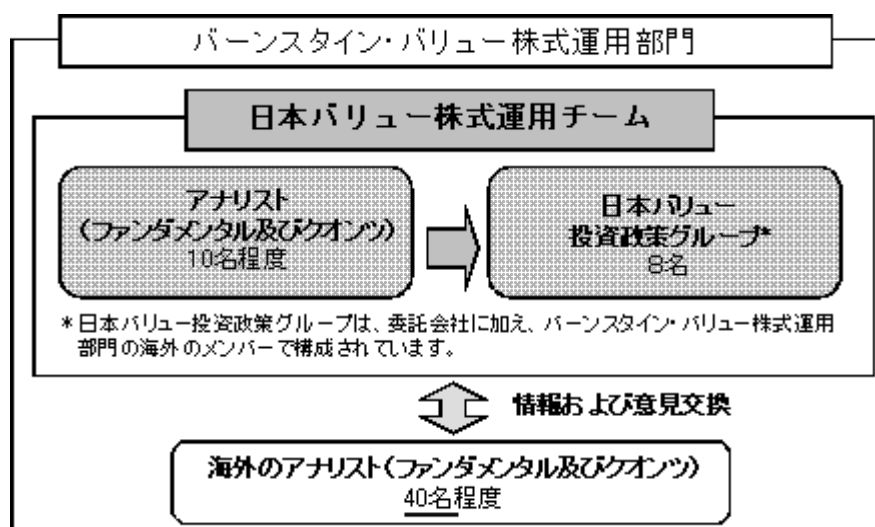 バーンスタイン・バリュー株式運用部門
日本バリュー株式運用チーム
アナリスト
(ファンダメンタル及びクオンツ)
10名程度
日本バリュー
投資政策グループ*
8名
*日本バリュー投資政策グループは、委託会社に加え、バーンスタイン・バリュー株式運用
部門の海外のメンバーで構成されています。
情報および意見交換
海外のアナリスト(ファンダメンタル及びクオンツ)
40名程度